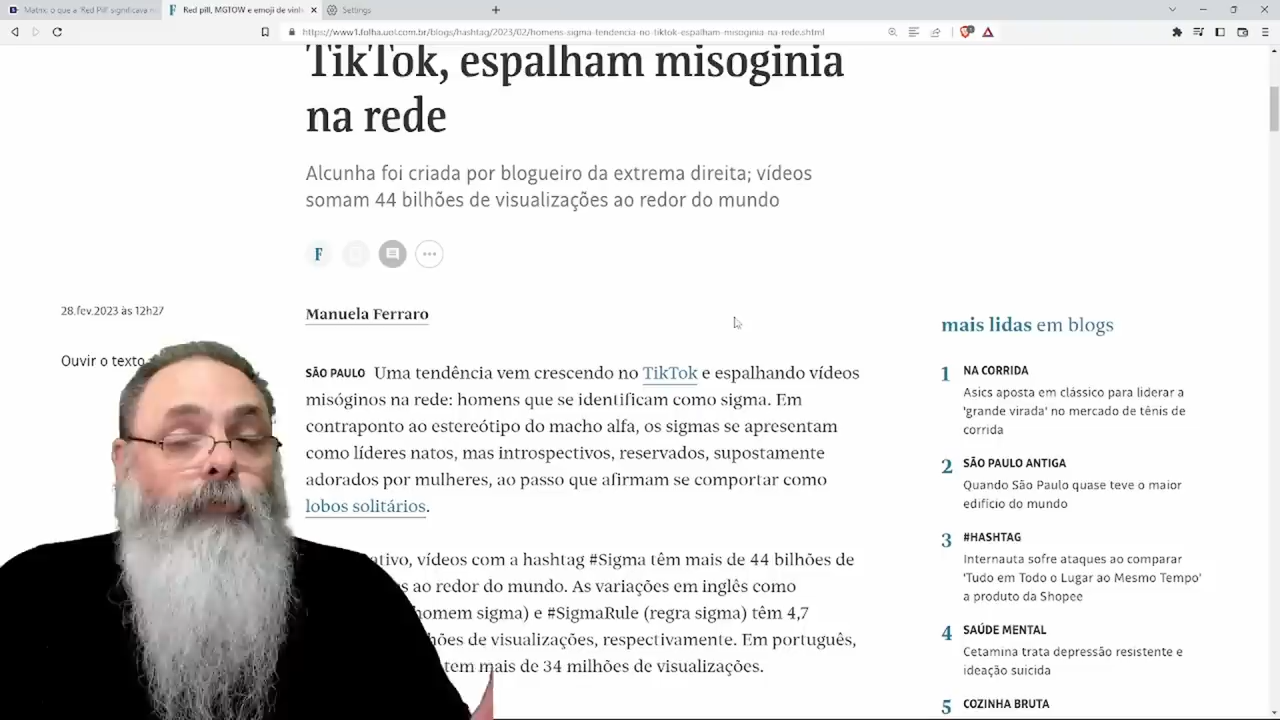 Matrix: o que a 'Red Pill' significava n
Red pill, MGTOW e emoji de vinh
Settings
https://www1.folha.uol.com.br/blogs/hashtag/2023/02/homens-sigma-tendencia-no-tiktok-espalham-misoginia-na-rede.shtml
TikTok, espalham misoginia
na rede
Alcunha foi criada por blogueiro da extrema direita; vídeos
somam 44 bilhões de visualizações ao redor do mundo
F
28.fev.2023 às 12h27
Ouvir o texto
Manuela Ferraro
SÃO PAULO Uma tendência vem crescendo no TikTok e espalhando vídeos
misóginos na rede: homens que se identificam como sigma. Em
contraponto ao estereótipo do macho alfa, os sigmas se apresentam
como líderes natos, mas introspectivos, reservados, supostamente
adorados por mulheres, ao passo que afirmam se comportar como
lobos solitários.
vídeos com a hashtag #Sigma têm mais de 44 bilhões de
ao redor do mundo. As variações em inglês como
(homem sigma) e #SigmaRule (regra sigma) têm 4,7
de visualizações, respectivamente. Em português,
tem mais de 34 milhões de visualizações.
mais lidas em blogs
1 NA CORRIDA
Asics aposta em clássico para liderar a
'grande virada' no mercado de tênis de
corrida
2 SÃO PAULO ANTIGA
Quando São Paulo quase teve o maior
edifício do mundo
3 #HASHTAG
Internauta sofre ataques ao comparar
'Tudo em Todo o Lugar ao Mesmo Tempo'
a produto da Shopee
4 SAÚDE MENTAL
Cetamina trata depressão resistente e
ideação suicida
5 COZINHA BRUTA